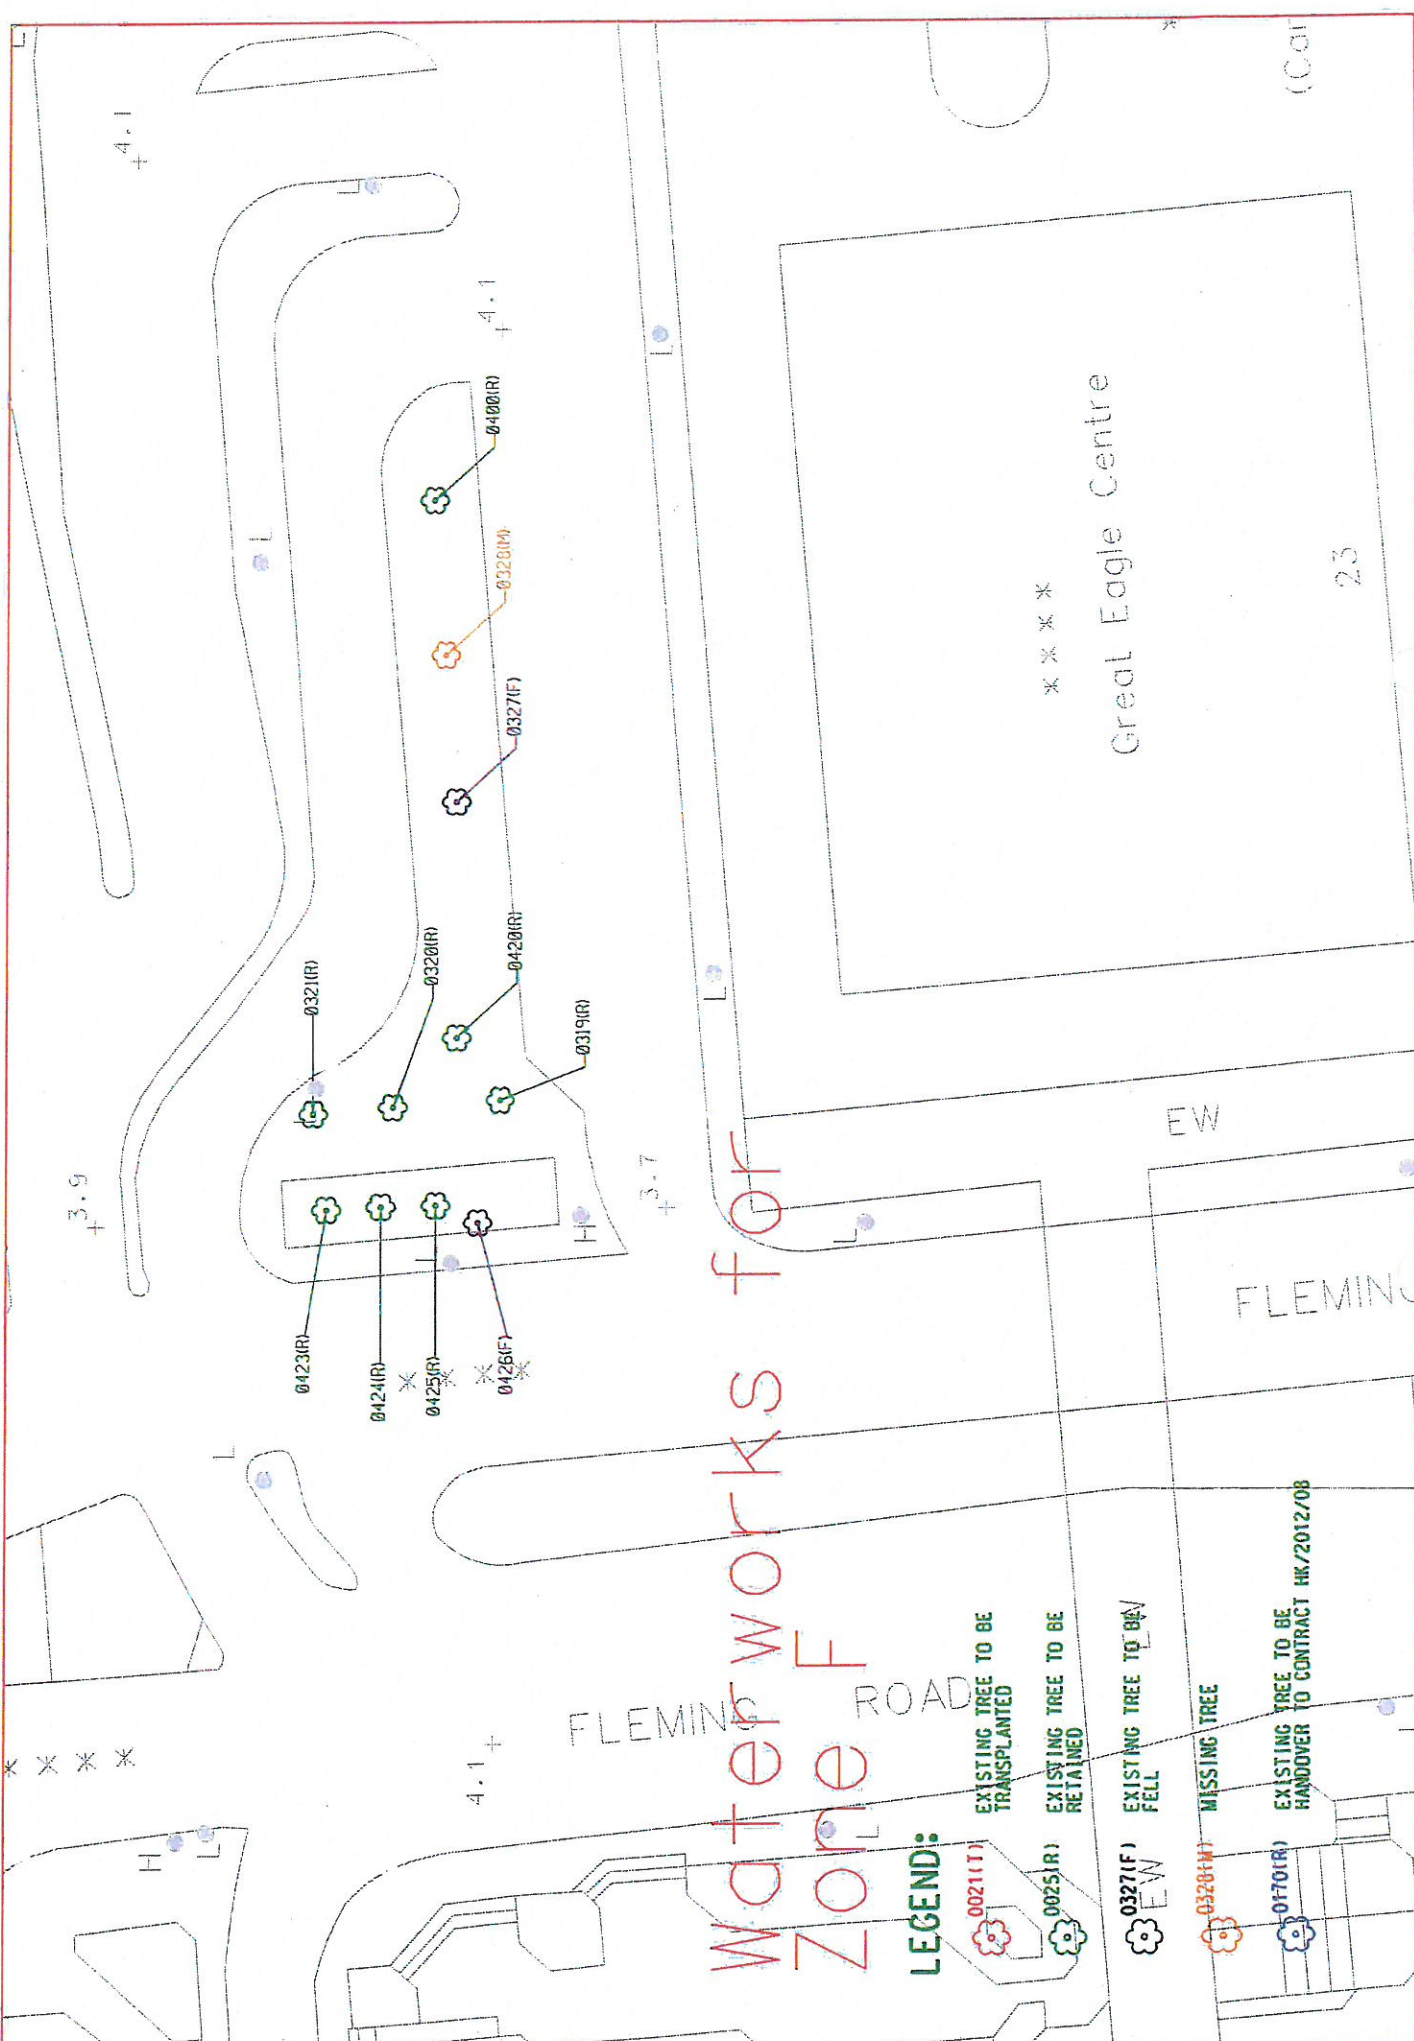 Waterworks for
Zone F
LEGEND:
0021(T) EXISTING TREE TO BE
TRANSPLANTED
0025(R) EXISTING TREE TO BE
RETAINED
0327(F) EXISTING TREE TO BE
FELL
0328(M) MISSING TREE
0170(R) EXISTING TREE TO BE
HANDOVER TO CONTRACT HK/2012/08
0423(R)
0424(R)
0425(R)
0426(F)
0321(R)
0320(R)
0420(R)
0319(R)
0327(F)
0328(M)
0400(R)
FLEMING
ROAD
FLEMING
Great Eagle Centre
23
EW
EW
EW
4.1
4.1
4.1
3.9
3.7
(Car
H
H
L
L
L
L
L
L
L
L
L
L